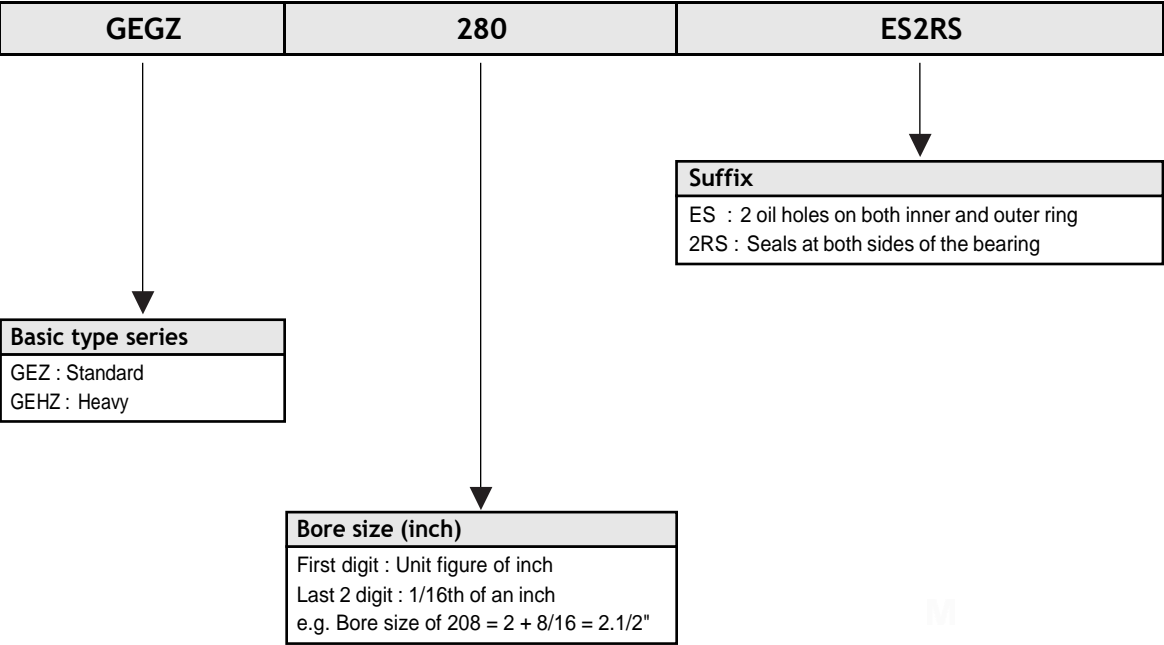 GEGZ 280 ES2RS
Suffix
ES : 2 oil holes on both inner and outer ring
2RS : Seals at both sides of the bearing
Basic type series
GEZ : Standard
GEHZ : Heavy
Bore size (inch)
First digit : Unit figure of inch
Last 2 digit : 1/16th of an inch
e.g. Bore size of 208 = 2 + 8/16 = 2.1/2"
M